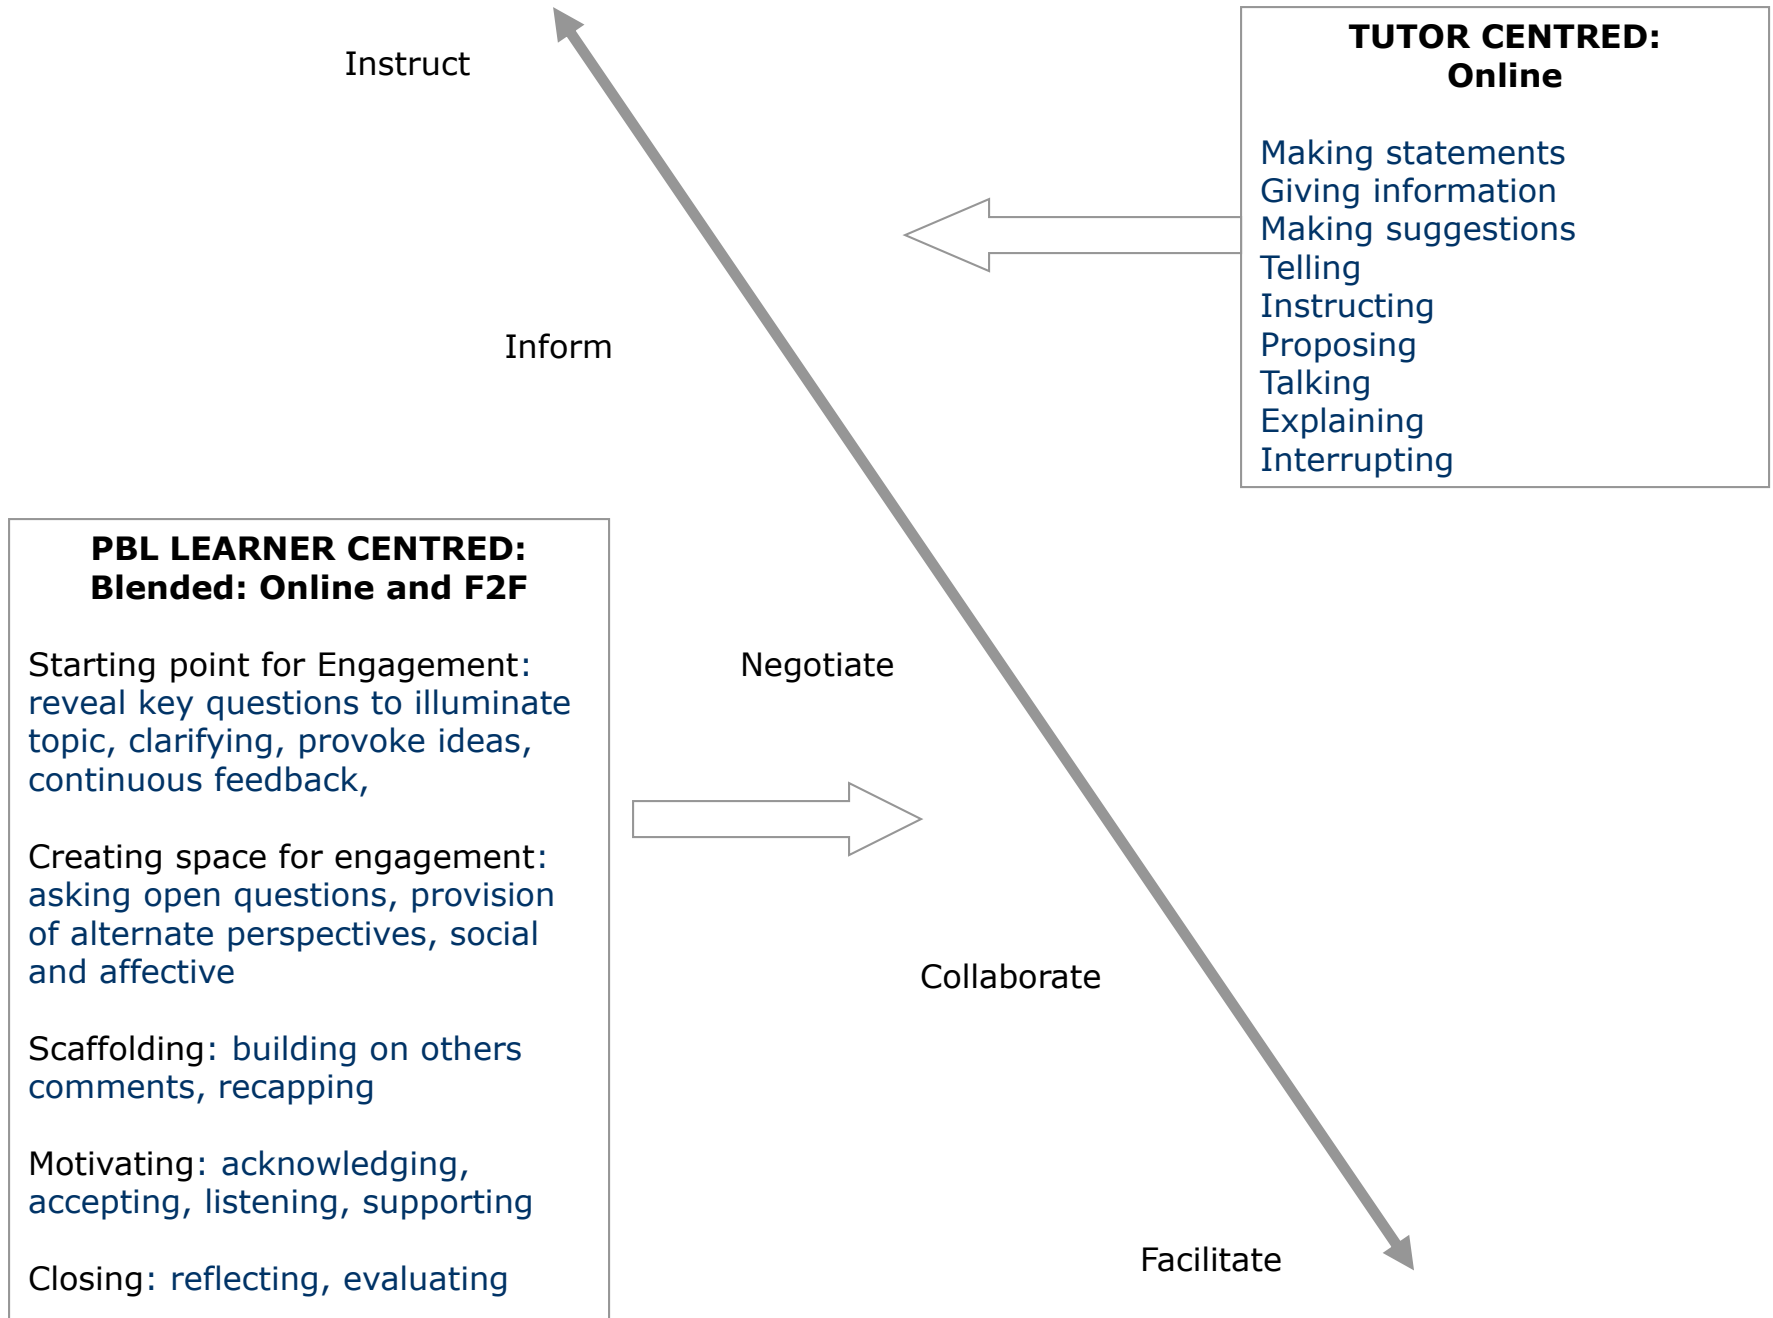 Instruct
TUTOR CENTRED:
Online
Making statements
Giving information
Making suggestions
Telling
Instructing
Proposing
Talking
Explaining
Interrupting
Inform
PBL LEARNER CENTRED:
Blended: Online and F2F
Starting point for Engagement:
reveal key questions to illuminate
topic, clarifying, provoke ideas,
continuous feedback,
Creating space for engagement:
asking open questions, provision
of alternate perspectives, social
and affective
Scaffolding: building on others
comments, recapping
Motivating: acknowledging,
accepting, listening, supporting
Closing: reflecting, evaluating
Negotiate
Collaborate
Facilitate